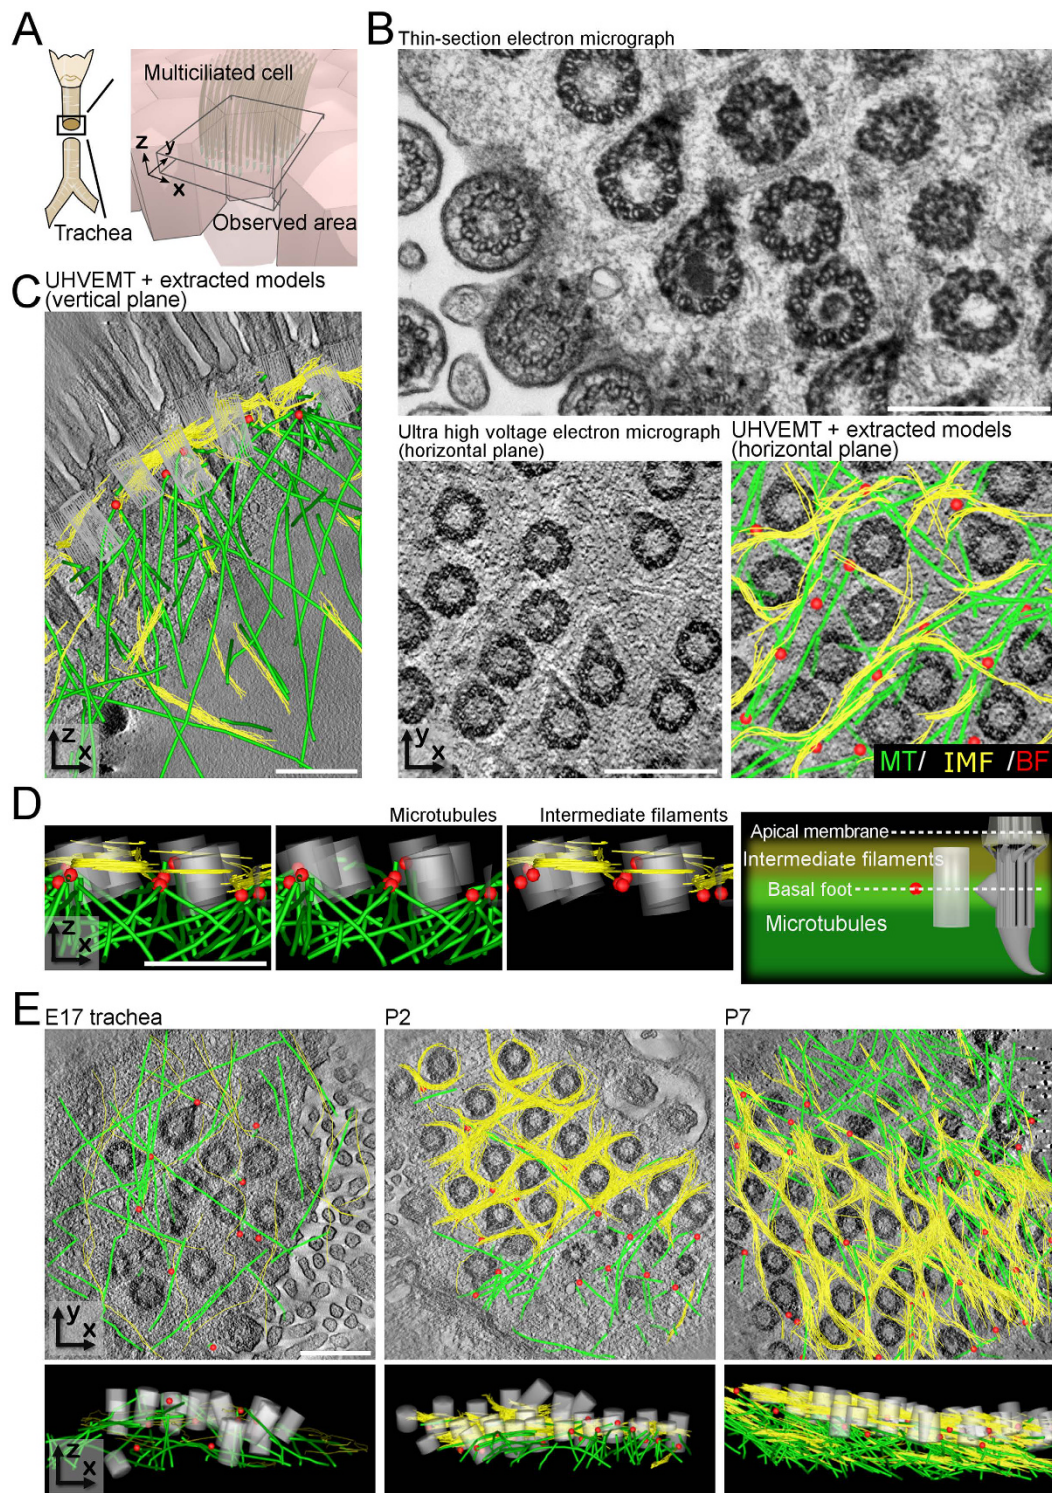 A
Multiciliated cell
z
y
x
Observed area
Trachea
B
Thin-section electron micrograph
C
UHVEMT + extracted models
(vertical plane)
z
x
Ultra high voltage electron micrograph
(horizontal plane)
y
x
UHVEMT + extracted models
(horizontal plane)
MT/ IMF /BF
D
Microtubules
Intermediate filaments
z
x
Apical membrane
Intermediate filaments
Basal foot
Microtubules
E
E17 trachea
P2
P7
y
x
z
x